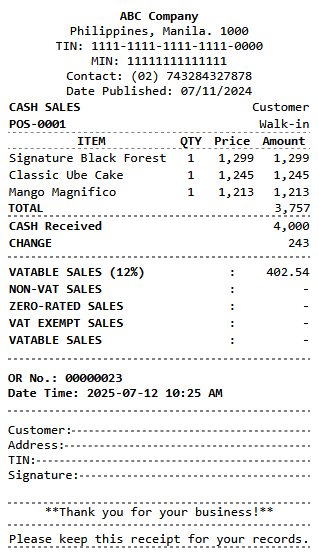 ABC Company
Philippines, Manila. 1000
TIN: 1111-1111-1111-1111-0000
MIN: 11111111111111
Contact: (02) 743284327878
Date Published: 07/11/2024
CASH SALES Customer
POS-0001 Walk-in
ITEM QTY Price Amount
Signature Black Forest 1 1,299 1,299
Classic Ube Cake 1 1,245 1,245
Mango Magnifico 1 1,213 1,213
TOTAL 3,757
CASH Received 4,000
CHANGE 243
VATABLE SALES (12%) : 402.54
NON-VAT SALES : -
ZERO-RATED SALES : -
VAT EXEMPT SALES : -
VATABLE SALES : -
OR No.: 00000023
Date Time: 2025-07-12 10:25 AM
Customer:
Address:
TIN:
Signature:
**Thank you for your business!**
Please keep this receipt for your records.